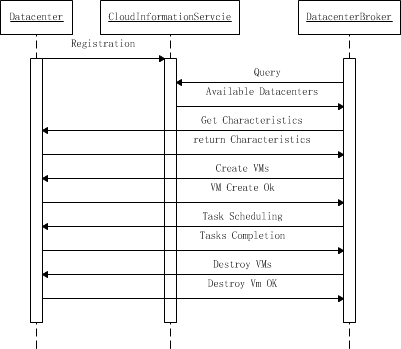 Datacenter
CloudInformationServcie
DatacenterBroker
Registration
Query
Available Datacenters
Get Characteristics
return Characteristics
Create VMs
VM Create Ok
Task Scheduling
Tasks Completion
Destroy VMs
Destroy Vm OK